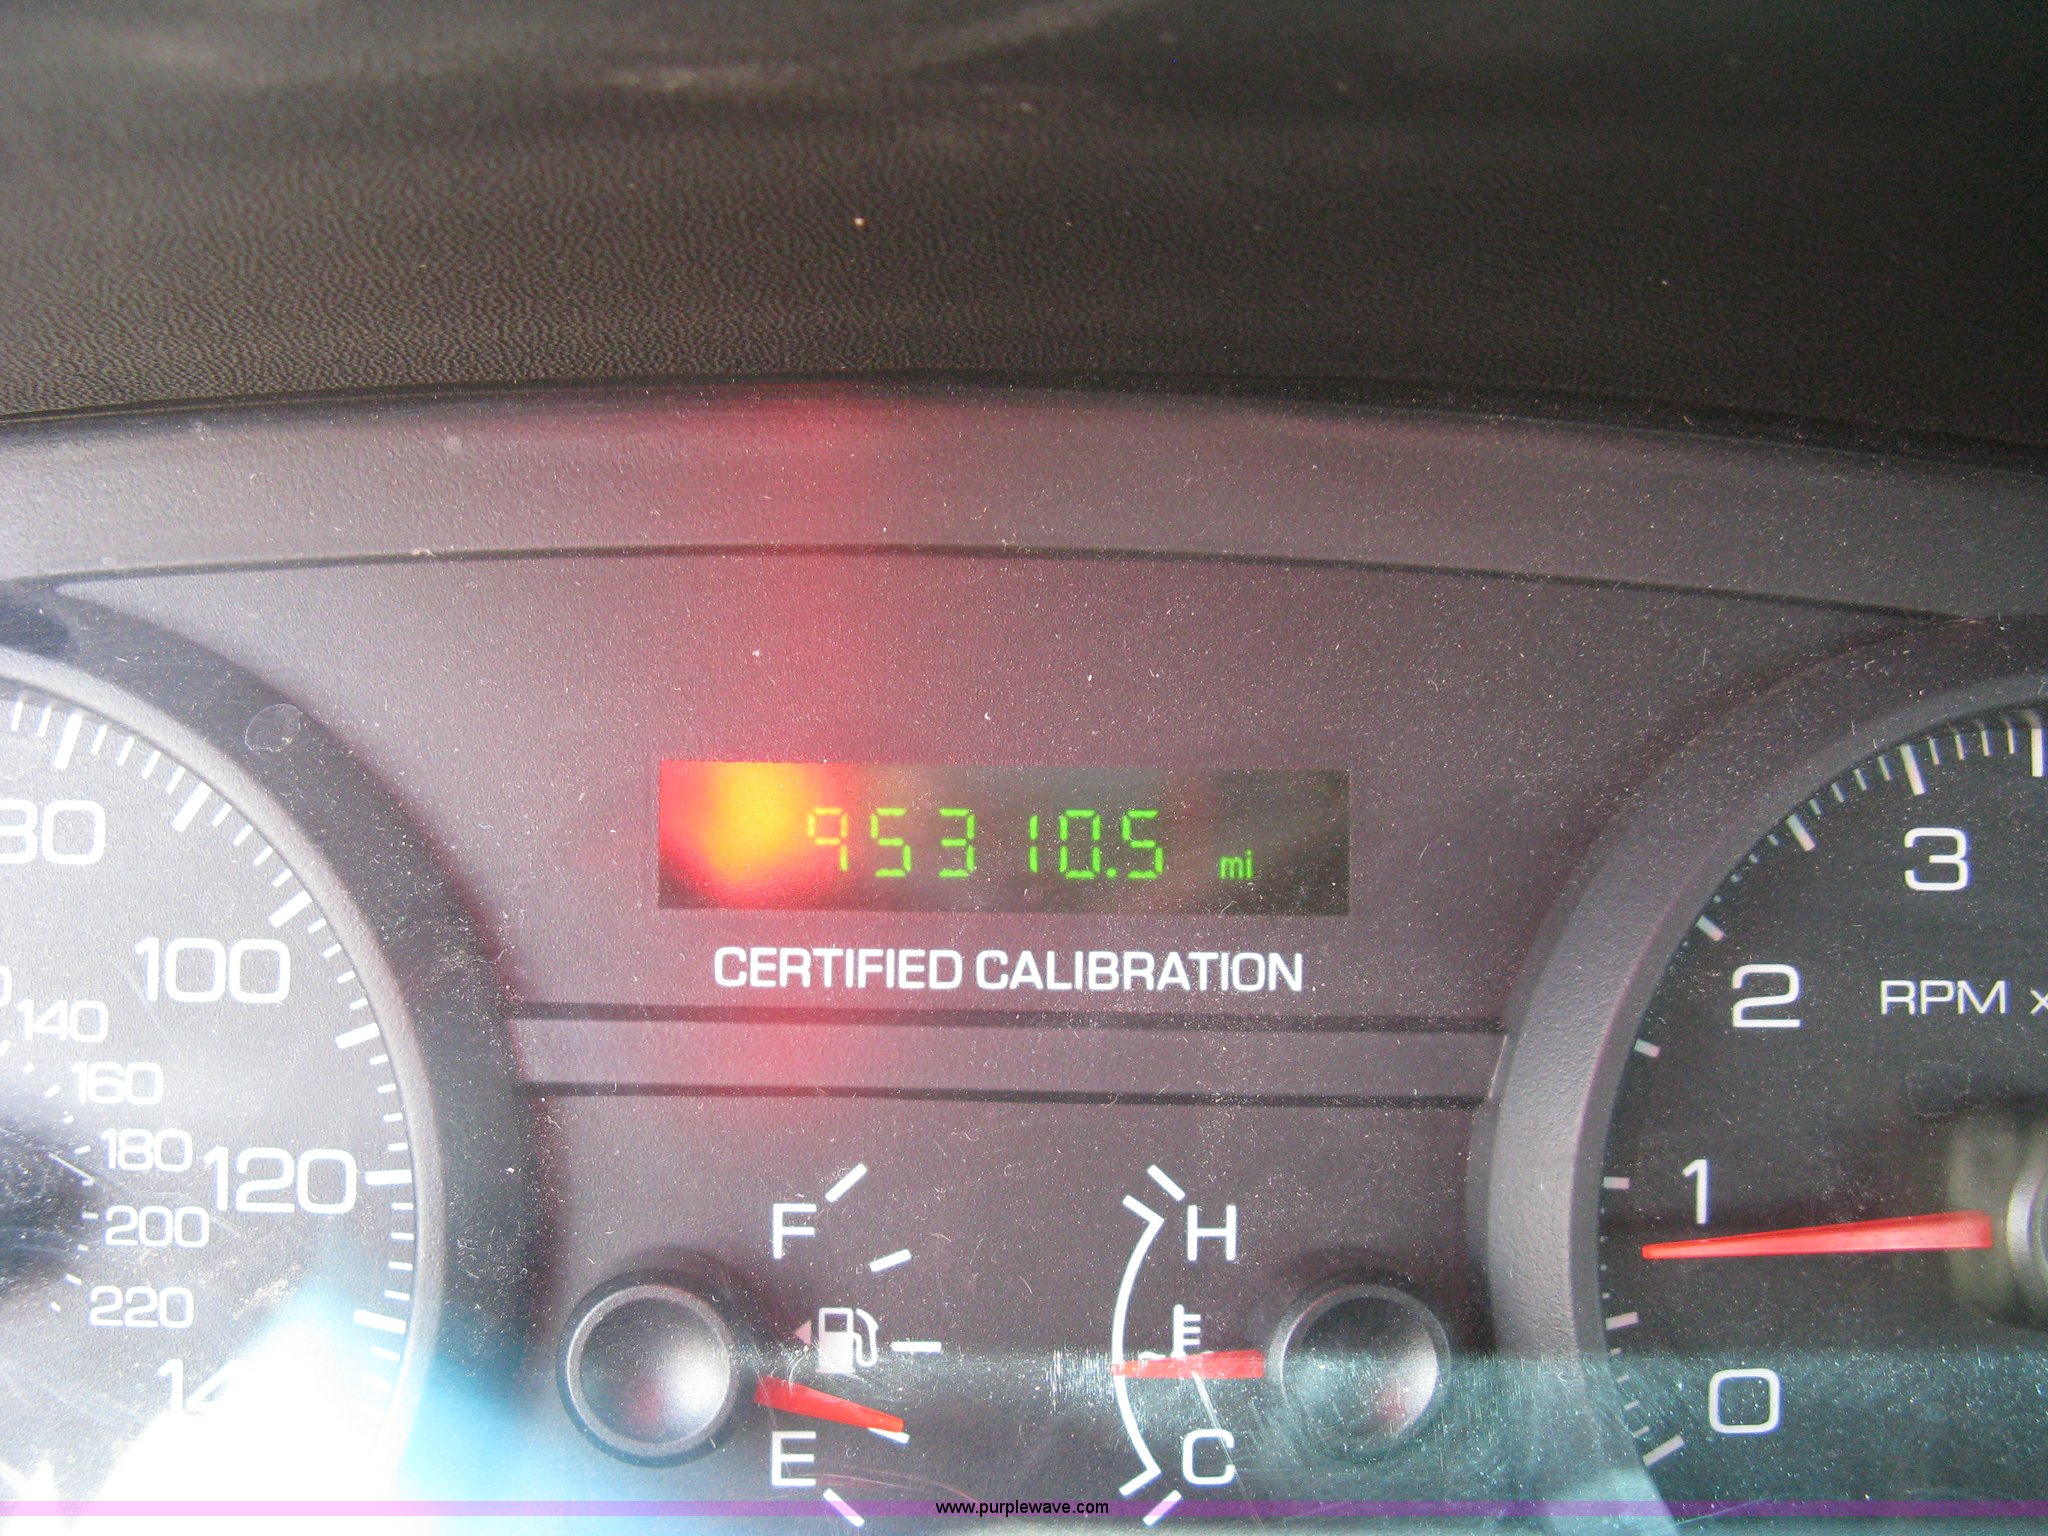 95310.5 mi
CERTIFIED CALIBRATION
80
100
120
140
160
180
200
220
3
2
RPM x
1
0
F
E
H
C
www.purplewave.com